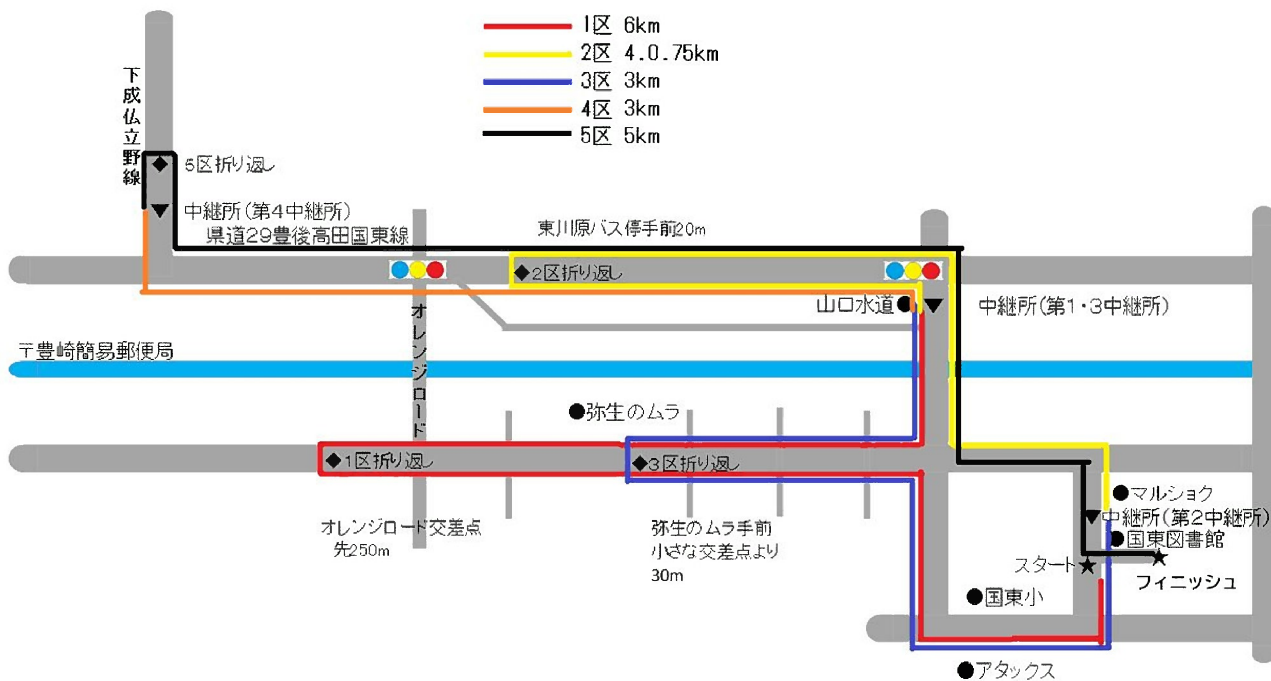 1区 6km
2区 4.0.75km
3区 3km
4区 3km
5区 5km
下成仏立野線
5区折り返し
中継所(第4中継所)
県道29豊後高田国東線
東川原バス停手前20m
2区折り返し
山口水道
中継所(第1・3中継所)
オレンジロード
〒豊崎簡易郵便局
弥生のムラ
1区折り返し
3区折り返し
マルショク
中継所(第2中継所)
国東図書館
オレンジロード交差点
先250m
弥生のムラ手前
小さな交差点より
30m
スタート
フィニッシュ
国東小
アタックス